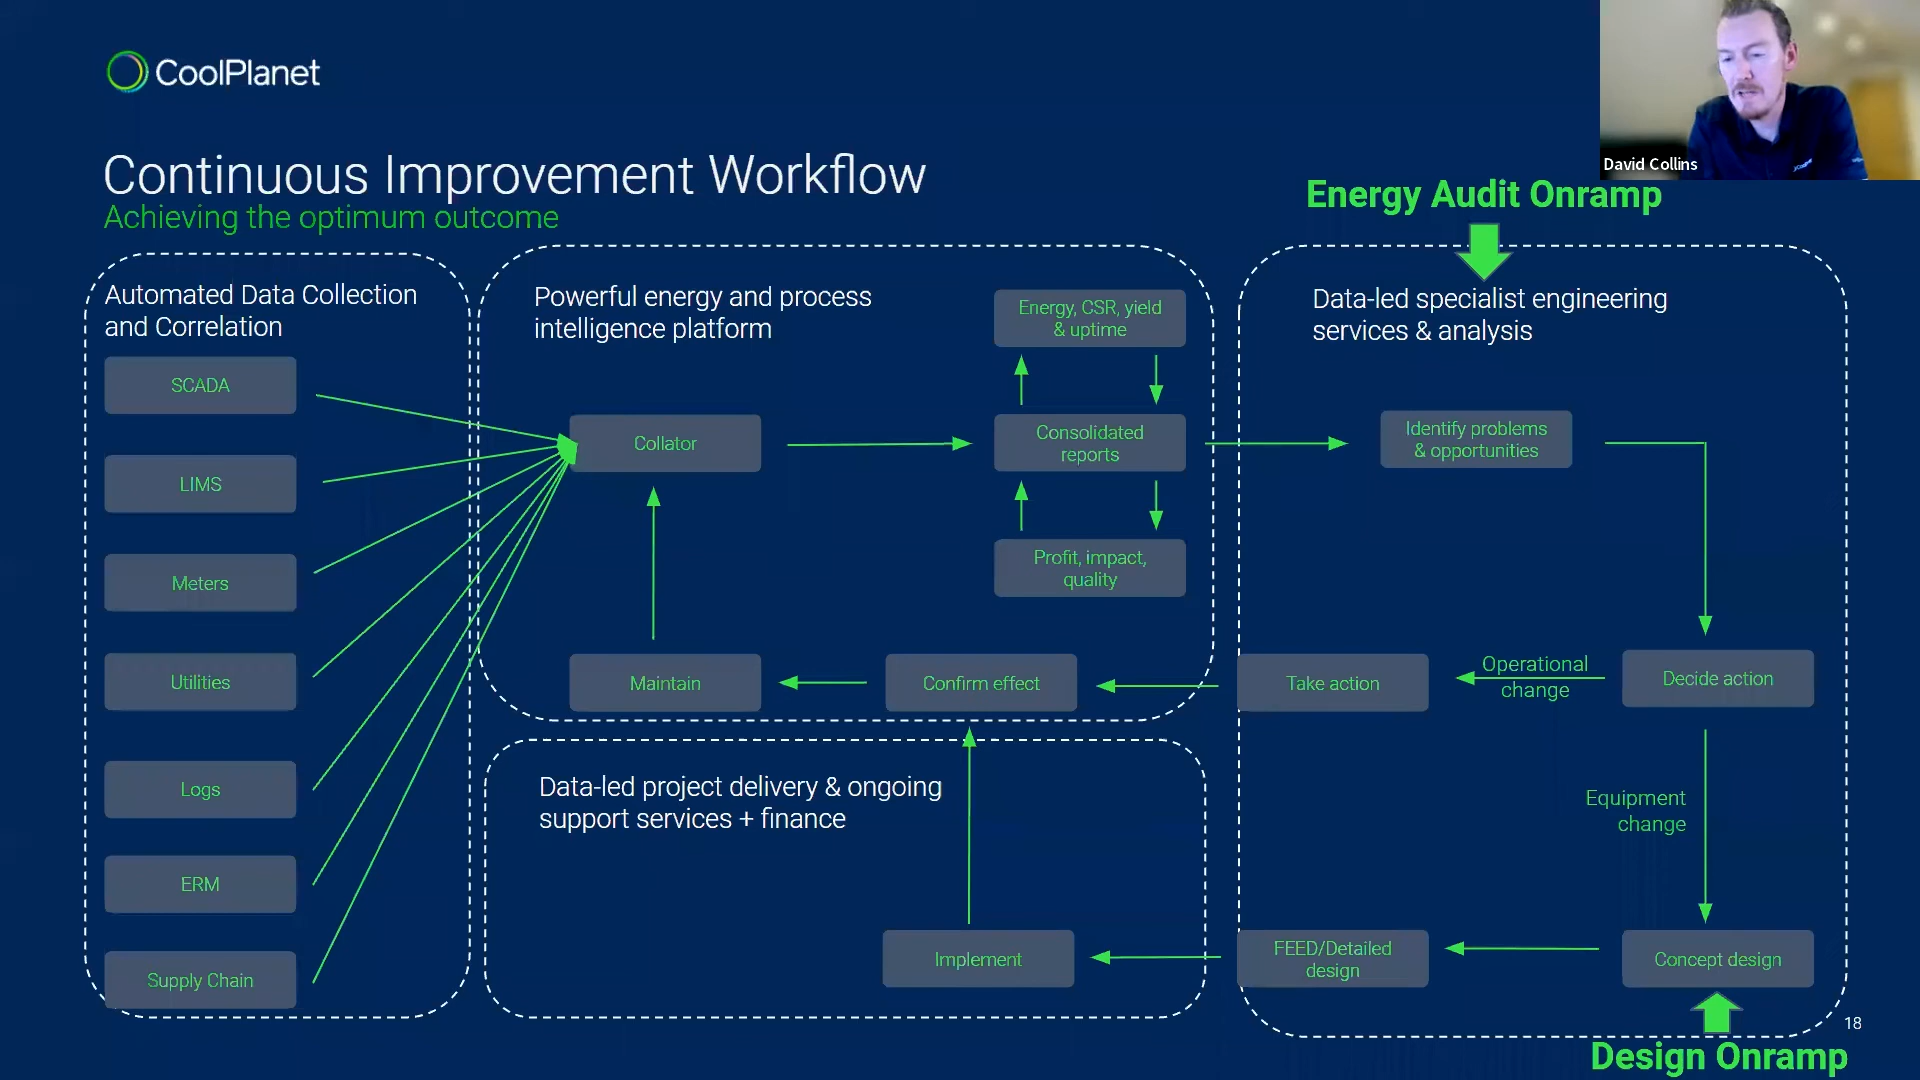 CoolPlanet
David Collins
Continuous Improvement Workflow
Achieving the optimum outcome
Energy Audit Onramp
Automated Data Collection
and Correlation
SCADA
LIMS
Meters
Utilities
Logs
ERM
Supply Chain
Powerful energy and process
intelligence platform
Energy, CSR, yield
& uptime
Collator
Consolidated
reports
Profit, impact,
quality
Maintain
Confirm effect
Data-led specialist engineering
services & analysis
Identify problems
& opportunities
Take action
Operational
change
Decide action
Equipment
change
Data-led project delivery & ongoing
support services + finance
Implement
FEED/Detailed
design
Concept design
18
Design Onramp